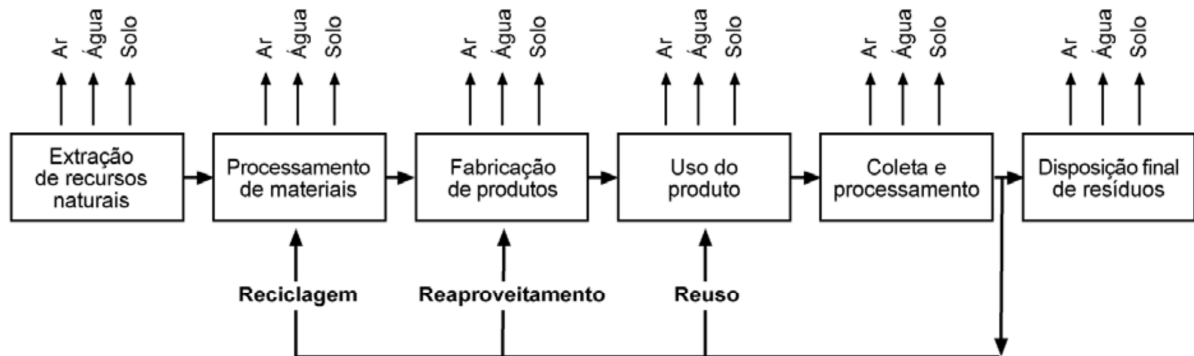 Ar
Água
Solo
Ar
Água
Solo
Ar
Água
Solo
Ar
Água
Solo
Ar
Água
Solo
Ar
Água
Solo
Extração
de recursos
naturais
Processamento
de materiais
Fabricação
de produtos
Uso do
produto
Coleta e
processamento
Disposição final
de resíduos
Reciclagem
Reaproveitamento
Reuso